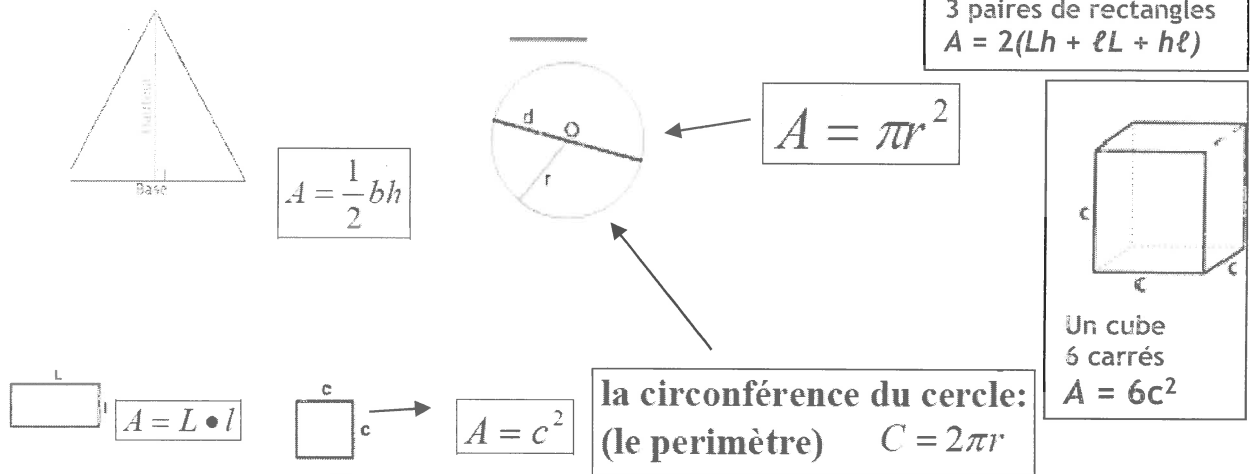 3 paires de rectangles
A = 2(Lh + ℓL + hℓ)
Hauteur
Base
A = 1/2 bh
d
O
r
A = πr²
c
c
c
Un cube
6 carrés
A = 6c²
L
l
A = L • l
c
c
A = c²
la circonférence du cercle:
(le perimètre) C = 2πr